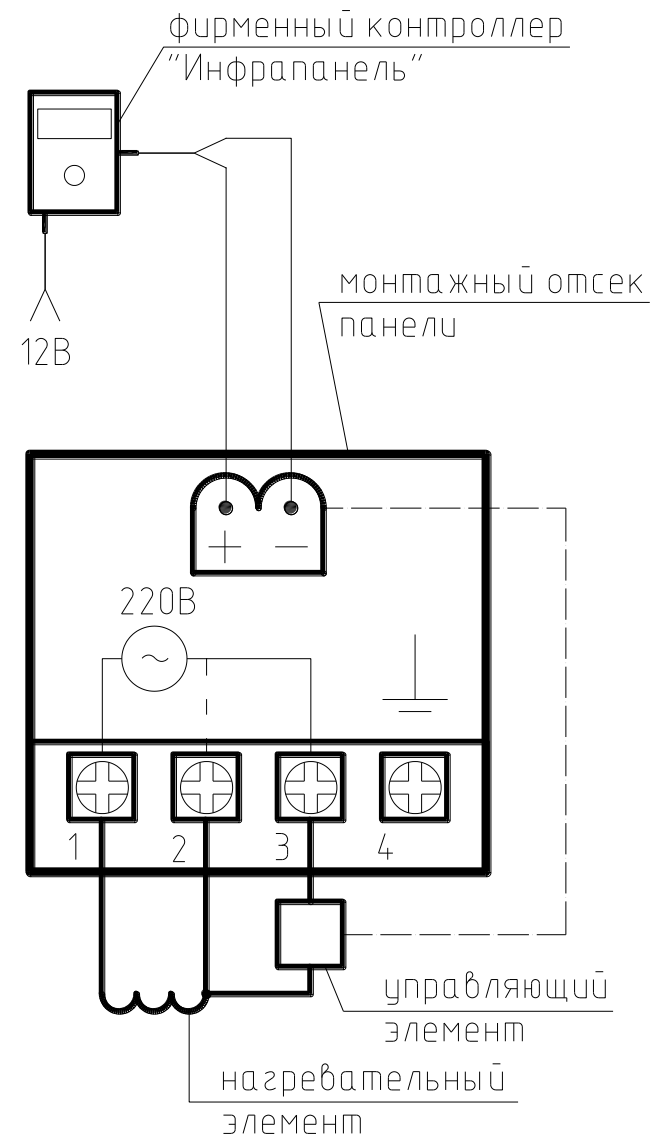 фирменный контроллер
"Инфрапанель"
монтажный отсек
панели
12В
+ −
220В
~
1 2 3 4
управляющий
элемент
нагревательный
элемент